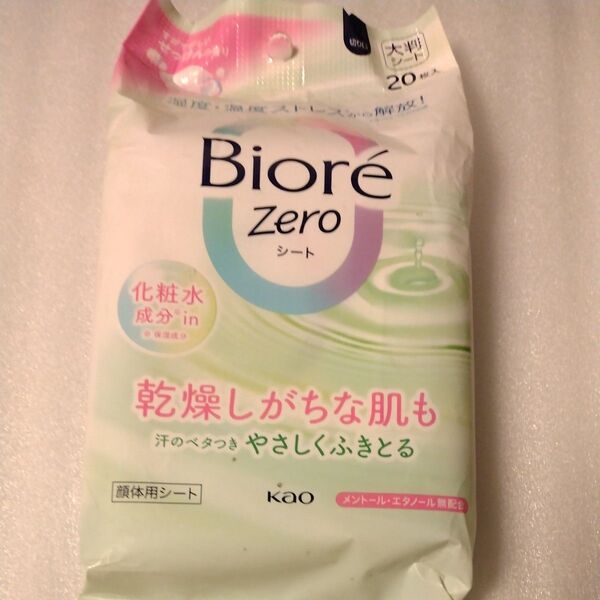 切り口
大判
シート
20枚入
湿度・温度ストレスから解放!
Bioré
Zero
シート
化粧水
成分※in
※ 保湿成分
乾燥しがちな肌も
汗のベタつき やさしくふきとる
顔体用シート
Kao
メントール・エタノール無配合